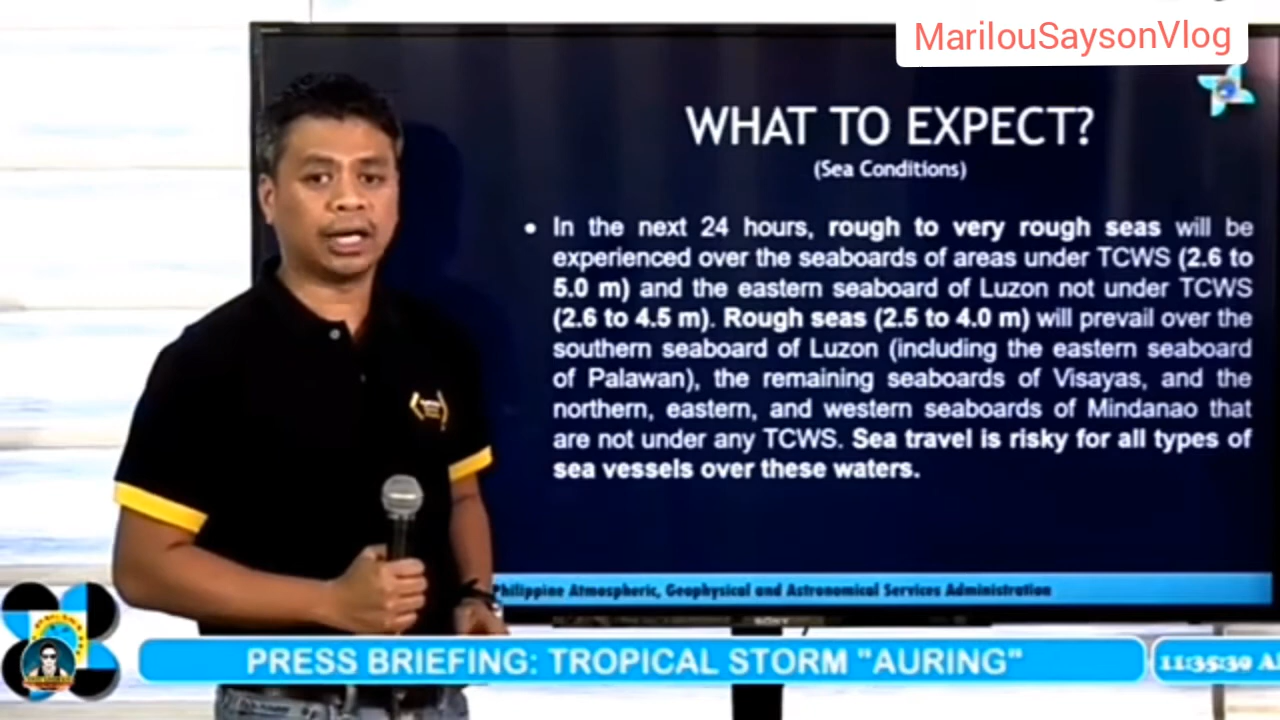 MarilouSaysonVlog
WHAT TO EXPECT?
(Sea Conditions)
• In the next 24 hours, rough to very rough seas will be
experienced over the seaboards of areas under TCWS (2.6 to
5.0 m) and the eastern seaboard of Luzon not under TCWS
(2.6 to 4.5 m). Rough seas (2.5 to 4.0 m) will prevail over the
southern seaboard of Luzon (including the eastern seaboard
of Palawan), the remaining seaboards of Visayas, and the
northern, eastern, and western seaboards of Mindanao that
are not under any TCWS. Sea travel is risky for all types of
sea vessels over these waters.
Philippine Atmospheric, Geophysical and Astronomical Services Administration
SONY
PRESS BRIEFING: TROPICAL STORM "AURING"
11:35:30 A